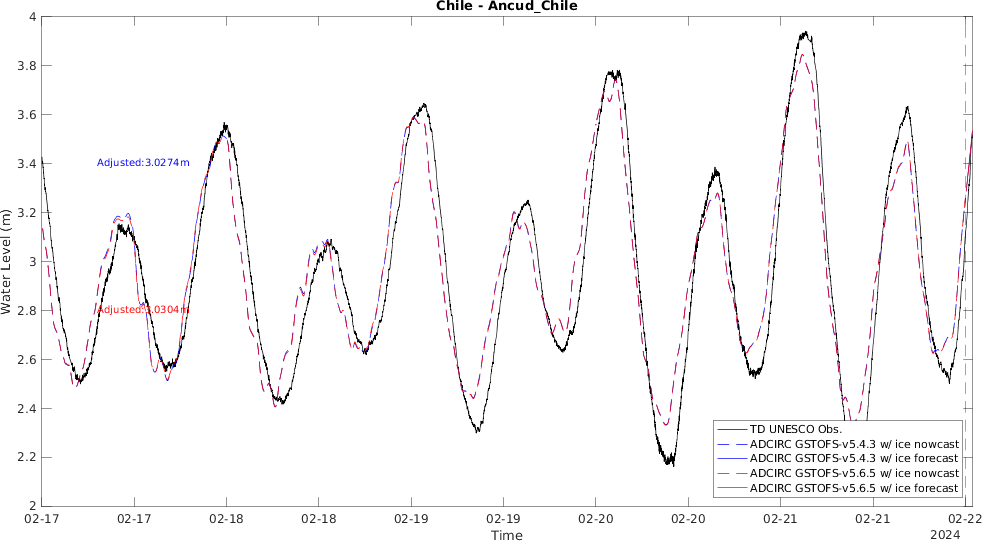 Chile - Ancud_Chile
4
3.8
3.6
3.4
3.2
3
2.8
2.6
2.4
2.2
2
Water Level (m)
Adjusted:3.0274m
Adjusted:3.0304m
TD UNESCO Obs.
ADCIRC GSTOFS-v5.4.3 w/ ice nowcast
ADCIRC GSTOFS-v5.4.3 w/ ice forecast
ADCIRC GSTOFS-v5.6.5 w/ ice nowcast
ADCIRC GSTOFS-v5.6.5 w/ ice forecast
02-17 02-17 02-18 02-18 02-19 02-19 02-20 02-20 02-21 02-21 02-22
Time
2024